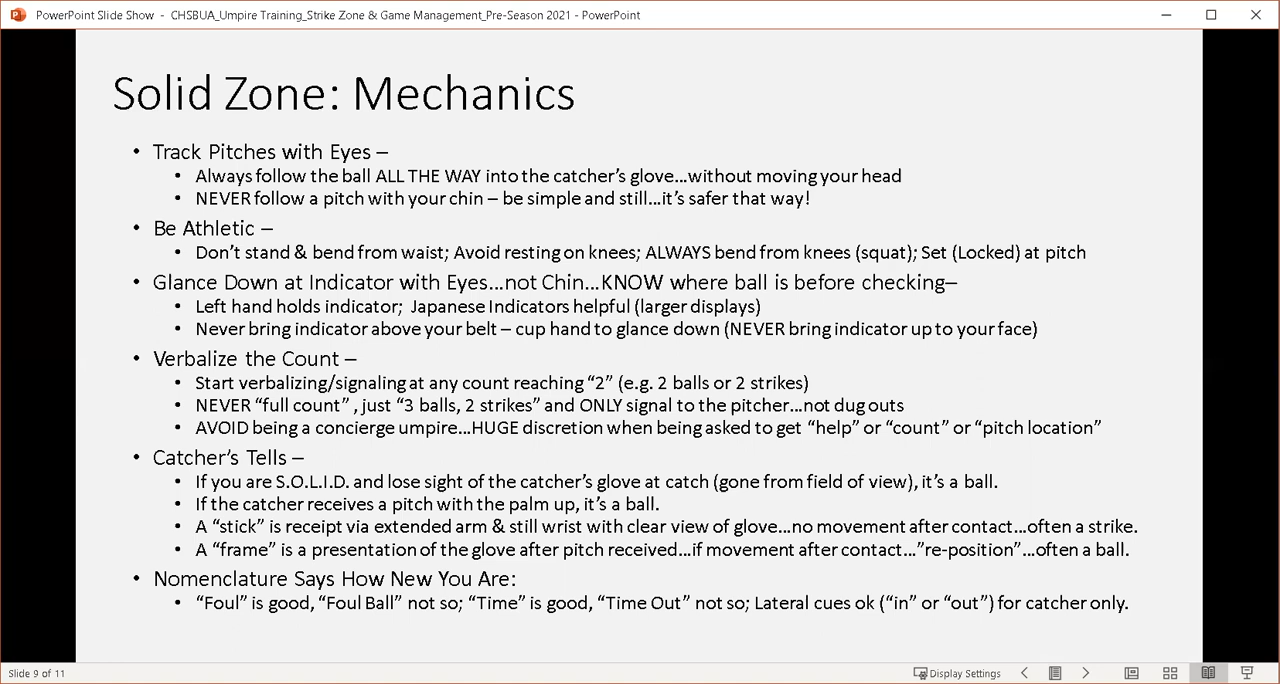 PowerPoint Slide Show - CHSBUA_Umpire Training_Strike Zone & Game Management_Pre-Season 2021 - PowerPoint
Solid Zone: Mechanics
• Track Pitches with Eyes –
• Always follow the ball ALL THE WAY into the catcher’s glove…without moving your head
• NEVER follow a pitch with your chin – be simple and still…it’s safer that way!
• Be Athletic –
• Don’t stand & bend from waist; Avoid resting on knees; ALWAYS bend from knees (squat); Set (Locked) at pitch
• Glance Down at Indicator with Eyes…not Chin…KNOW where ball is before checking–
• Left hand holds indicator; Japanese Indicators helpful (larger displays)
• Never bring indicator above your belt – cup hand to glance down (NEVER bring indicator up to your face)
• Verbalize the Count –
• Start verbalizing/signaling at any count reaching “2” (e.g. 2 balls or 2 strikes)
• NEVER “full count” , just “3 balls, 2 strikes” and ONLY signal to the pitcher…not dugouts
• AVOID being a concierge umpire…HUGE discretion when being asked to get “help” or “count” or “pitch location”
• Catcher’s Tells –
• If you are S.O.L.I.D. and lose sight of the catcher’s glove at catch (gone from field of view), it’s a ball.
• If the catcher receives a pitch with the palm up, it’s a ball.
• A “stick” is receipt via extended arm & still wrist with clear view of glove…no movement after contact…often a strike.
• A “frame” is a presentation of the glove after pitch received…if movement after contact…”re-position”…often a ball.
• Nomenclature Says How New You Are:
• “Foul” is good, “Foul Ball” not so; “Time” is good, “Time Out” not so; Lateral cues ok (“in” or “out”) for catcher only.
Slide 9 of 11
Display Settings